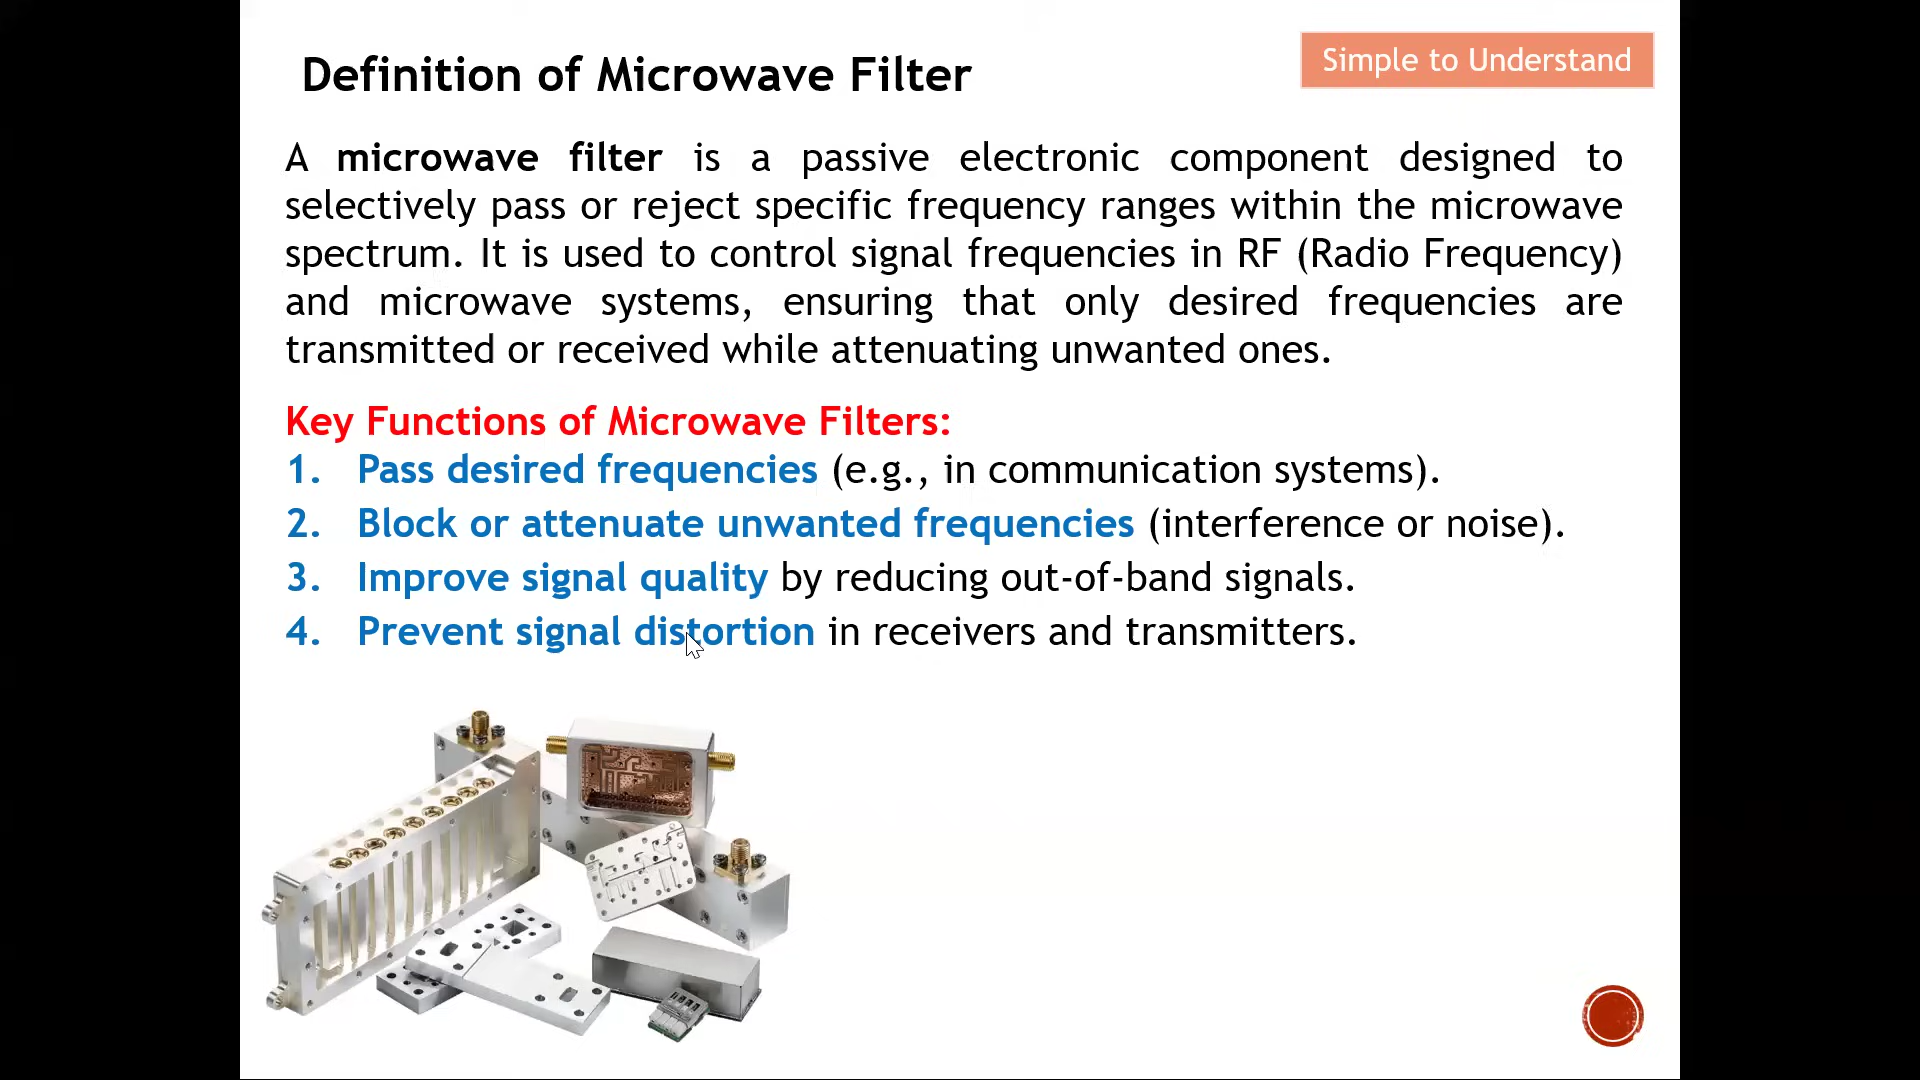 Definition of Microwave Filter
Simple to Understand
A microwave filter is a passive electronic component designed to
selectively pass or reject specific frequency ranges within the microwave
spectrum. It is used to control signal frequencies in RF (Radio Frequency)
and microwave systems, ensuring that only desired frequencies are
transmitted or received while attenuating unwanted ones.
Key Functions of Microwave Filters:
1. Pass desired frequencies (e.g., in communication systems).
2. Block or attenuate unwanted frequencies (interference or noise).
3. Improve signal quality by reducing out-of-band signals.
4. Prevent signal distortion in receivers and transmitters.